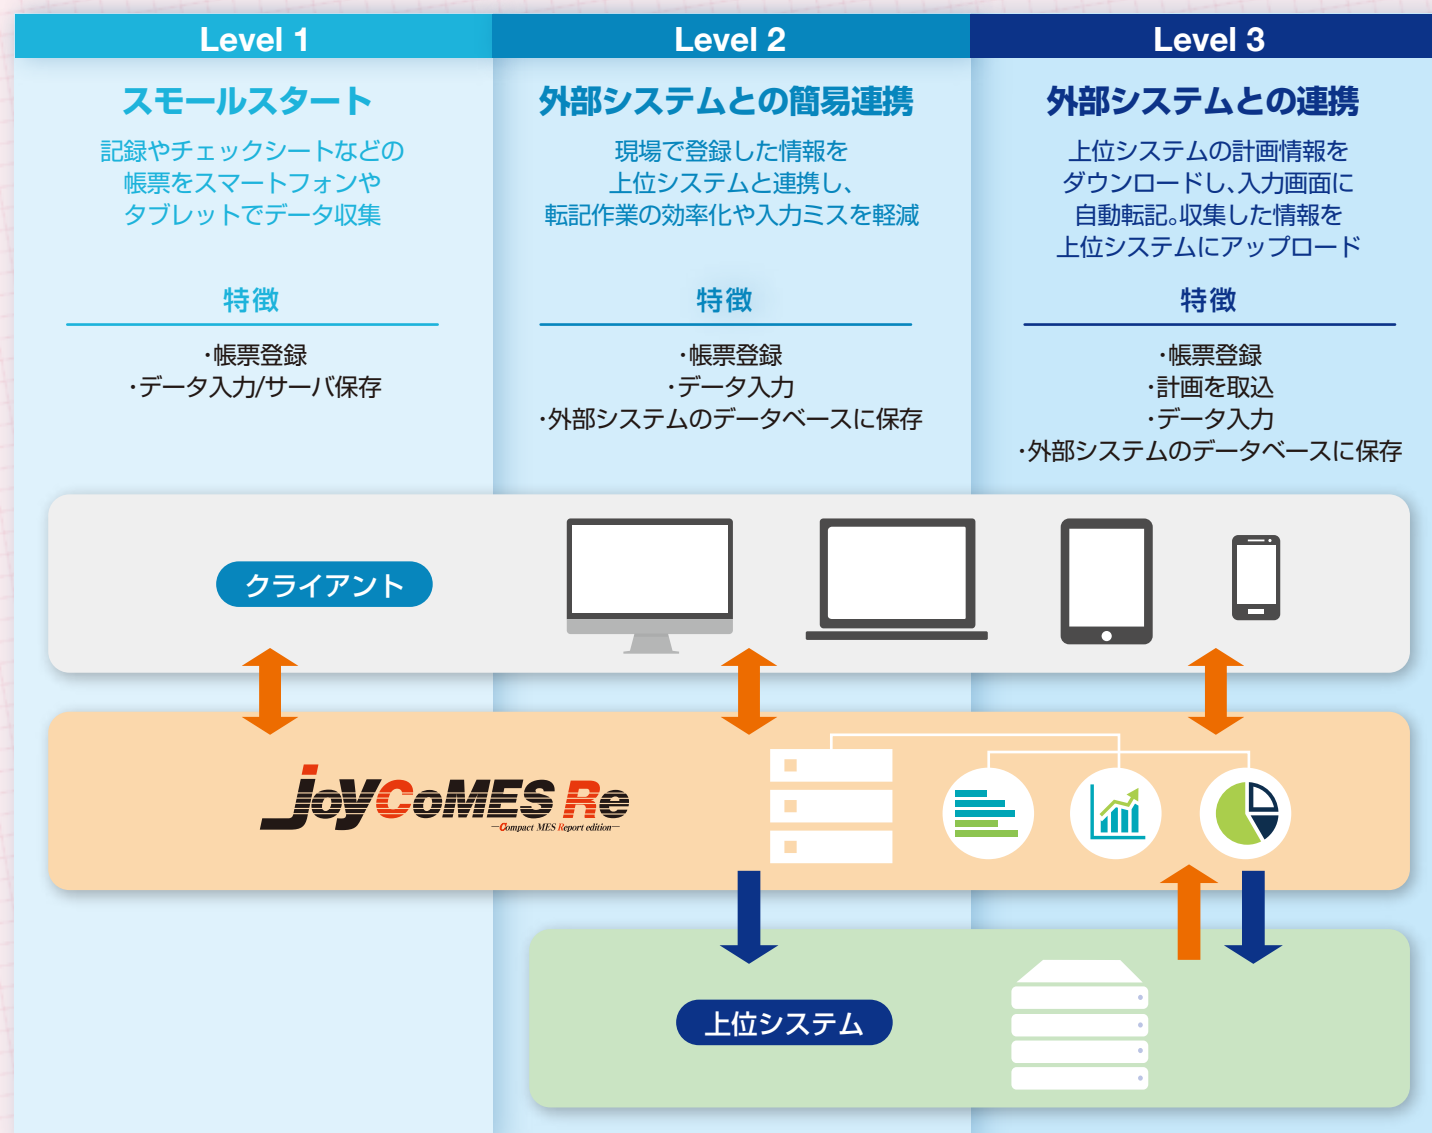 Level 1
スモールスタート
記録やチェックシートなどの
帳票をスマートフォンや
タブレットでデータ収集
特徴
・帳票登録
・データ入力/サーバ保存
Level 2
外部システムとの簡易連携
現場で登録した情報を
上位システムと連携し、
転記作業の効率化や入力ミスを軽減
特徴
・帳票登録
・データ入力
・外部システムのデータベースに保存
Level 3
外部システムとの連携
上位システムの計画情報を
ダウンロードし、入力画面に
自動転記。収集した情報を
上位システムにアップロード
特徴
・帳票登録
・計画を取込
・データ入力
・外部システムのデータベースに保存
クライアント
JoyCoMES Re
—Compact MES Report edition—
上位システム